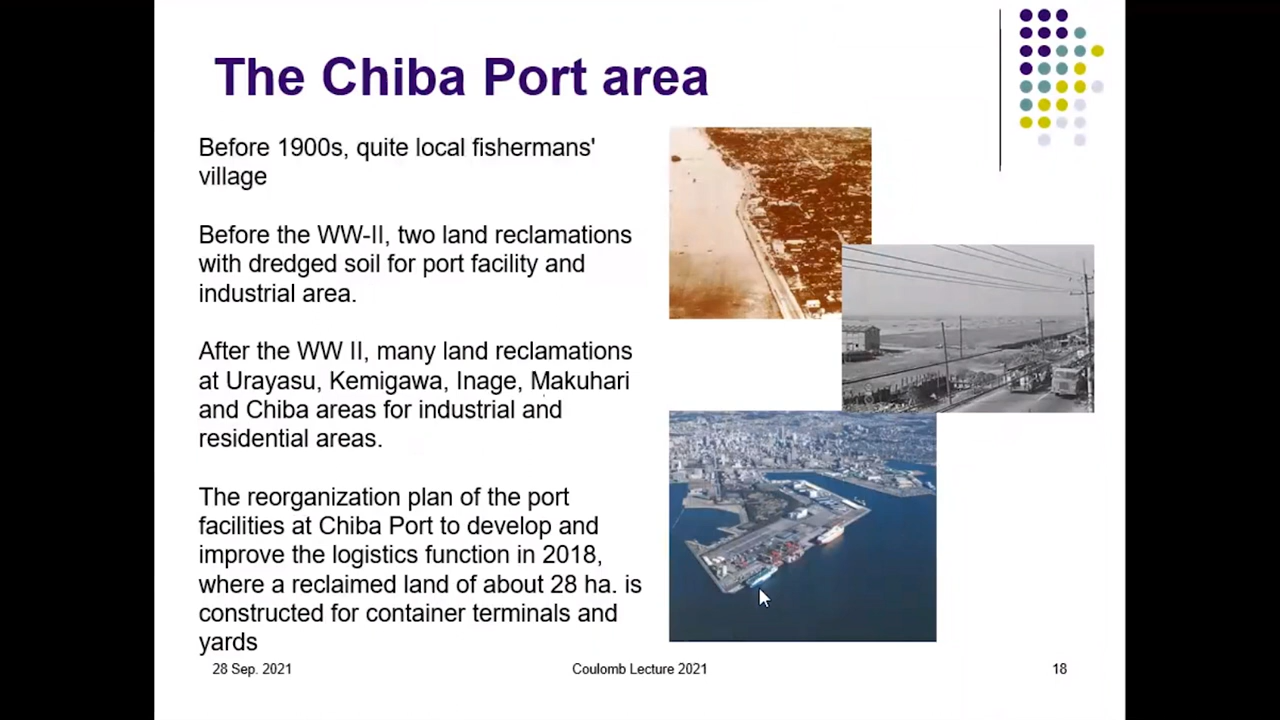 The Chiba Port area
Before 1900s, quite local fishermans'
village
Before the WW-II, two land reclamations
with dredged soil for port facility and
industrial area.
After the WW II, many land reclamations
at Urayasu, Kemigawa, Inage, Makuhari
and Chiba areas for industrial and
residential areas.
The reorganization plan of the port
facilities at Chiba Port to develop and
improve the logistics function in 2018,
where a reclaimed land of about 28 ha. is
constructed for container terminals and
yards
28 Sep. 2021
Coulomb Lecture 2021
18